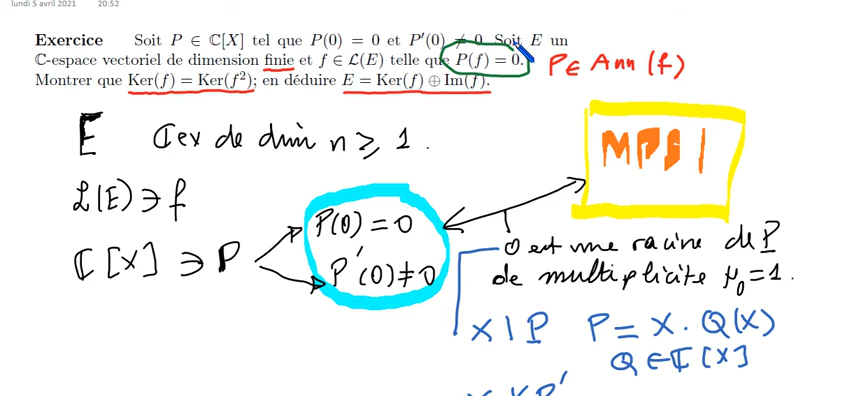 lundi 5 avril 2021 20:52
Exercice Soit P ∈ ℂ[X] tel que P(0) = 0 et P′(0) ≠ 0. Soit E un
ℂ-espace vectoriel de dimension finie et f ∈ ℒ(E) telle que P(f) = 0.
P ∈ Ann (f)
Montrer que Ker(f) = Ker(f²); en déduire E = Ker(f) ⊕ Im(f).
E ℂ ev de dim n ⩾ 1.
MPSI
ℒ(E) ∋ f
P(0) = 0
ℂ[X] ∋ P
P′(0) ≠ 0
0 est une racine de P
de multiplicite μ₀ = 1.
X | P P = X · Q(X)
Q ∈ ℂ[X]